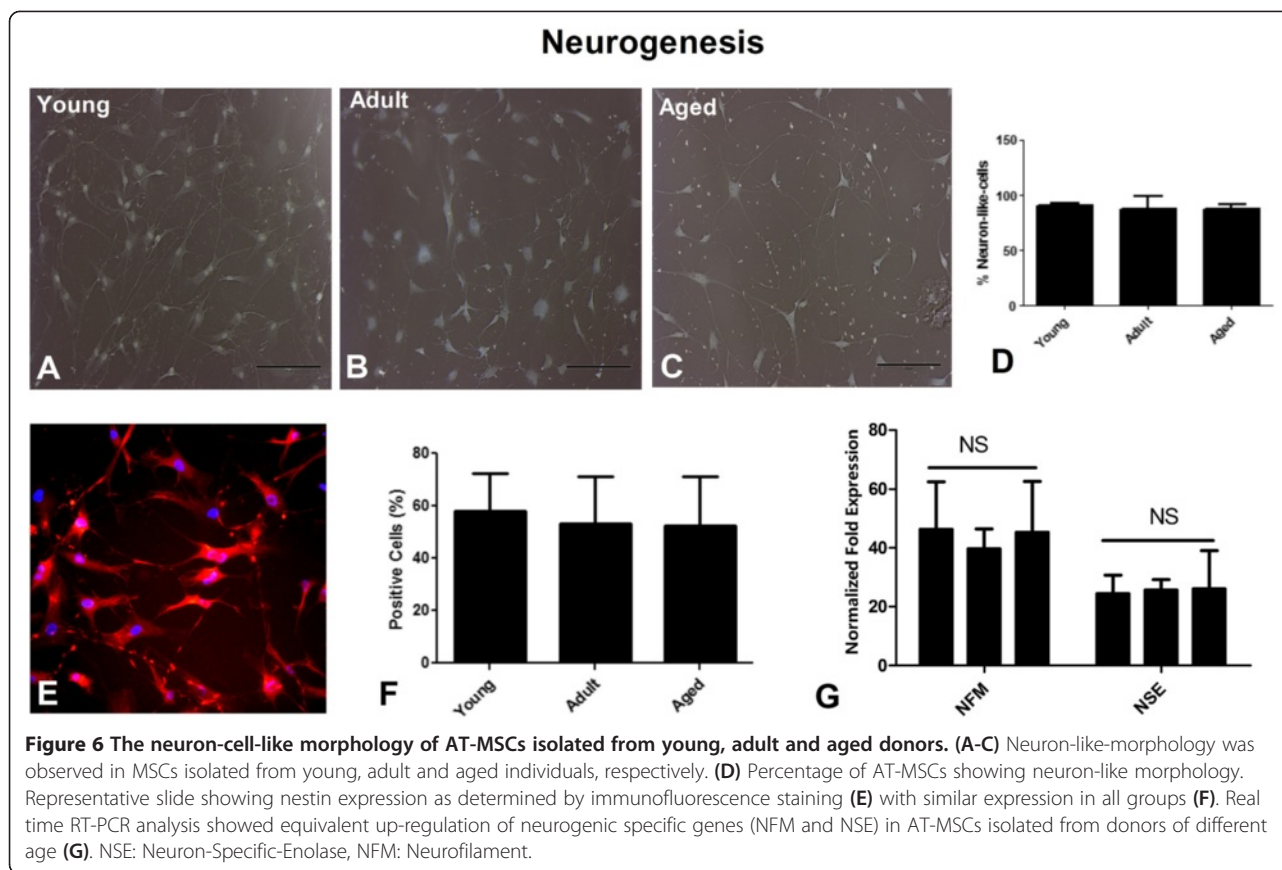 Neurogenesis
Young
Adult
Aged
A
B
C
150
100
50
0
% Neuron-like-cells
Young
Adult
Aged
D
E
80
60
40
20
0
Positive Cells (%)
Young
Adult
Aged
F
80
60
40
20
0
Normalized Fold Expression
NS
NS
NFM
NSE
G
Figure 6 The neuron-cell-like morphology of AT-MSCs isolated from young, adult and aged donors. (A-C) Neuron-like-morphology was
observed in MSCs isolated from young, adult and aged individuals, respectively. (D) Percentage of AT-MSCs showing neuron-like morphology.
Representative slide showing nestin expression as determined by immunofluorescence staining (E) with similar expression in all groups (F). Real
time RT-PCR analysis showed equivalent up-regulation of neurogenic specific genes (NFM and NSE) in AT-MSCs isolated from donors of different
age (G). NSE: Neuron-Specific-Enolase, NFM: Neurofilament.